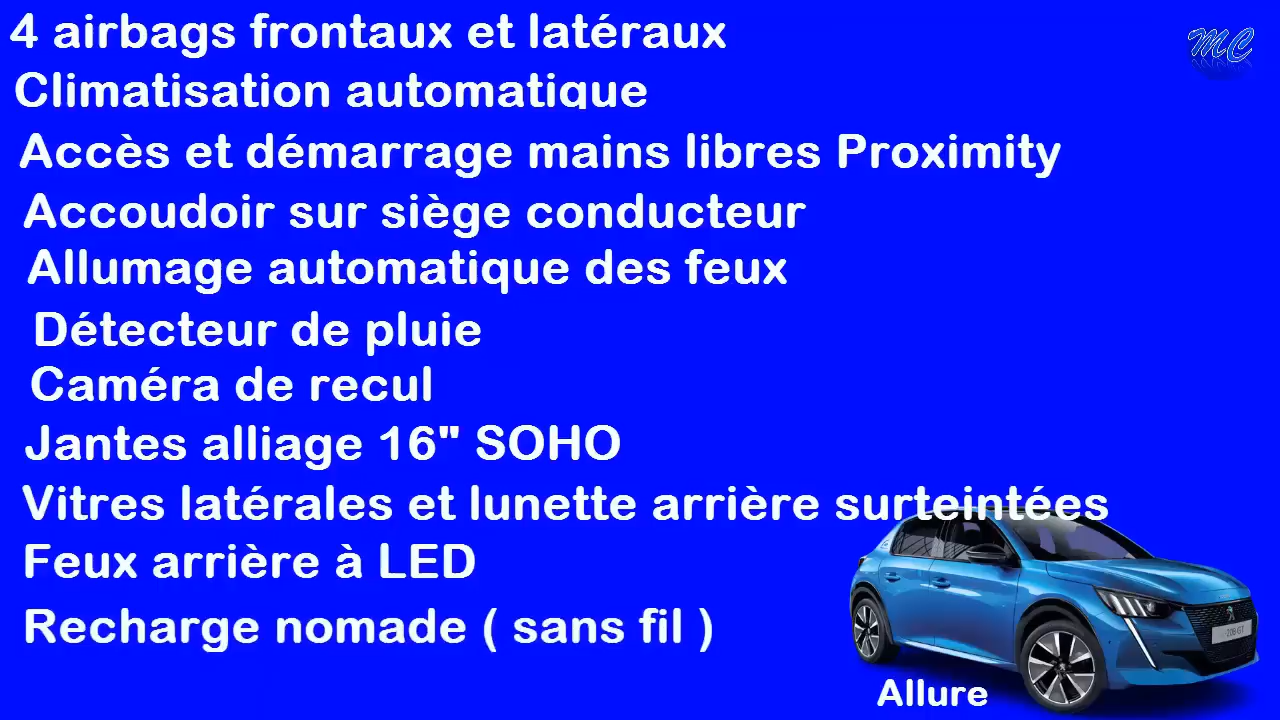 4 airbags frontaux et latéraux
MC
Climatisation automatique
Accès et démarrage mains libres Proximity
Accoudoir sur siège conducteur
Allumage automatique des feux
Détecteur de pluie
Caméra de recul
Jantes alliage 16" SOHO
Vitres latérales et lunette arrière surteintées
Feux arrière à LED
Recharge nomade ( sans fil )
208 GT
Allure